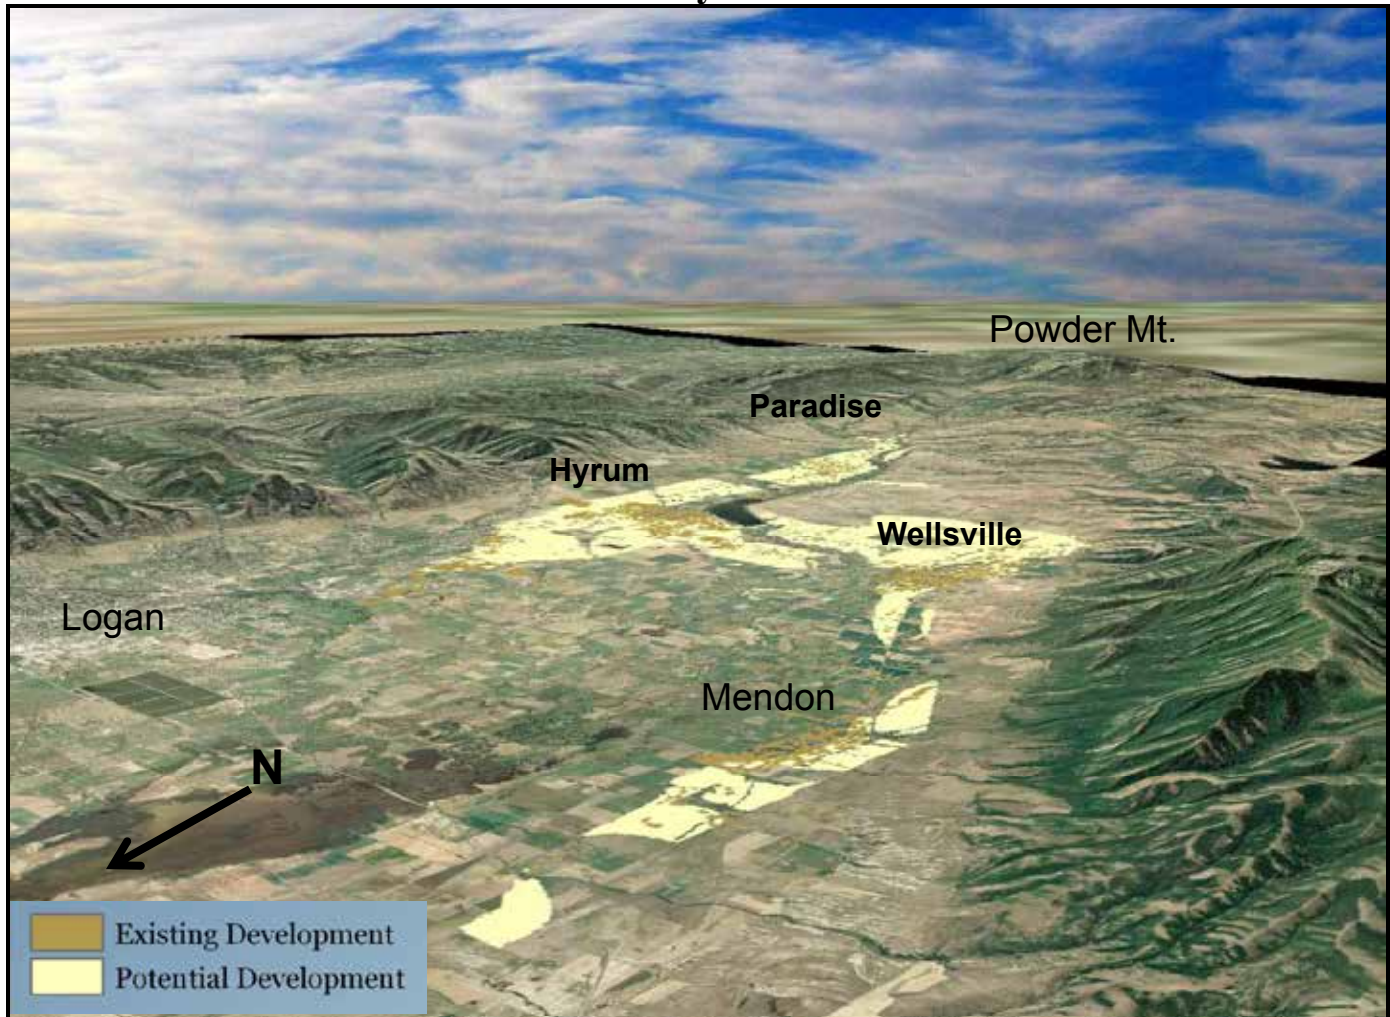 Powder Mt.
Paradise
Hyrum
Wellsville
Logan
Mendon
N
Existing Development
Potential Development